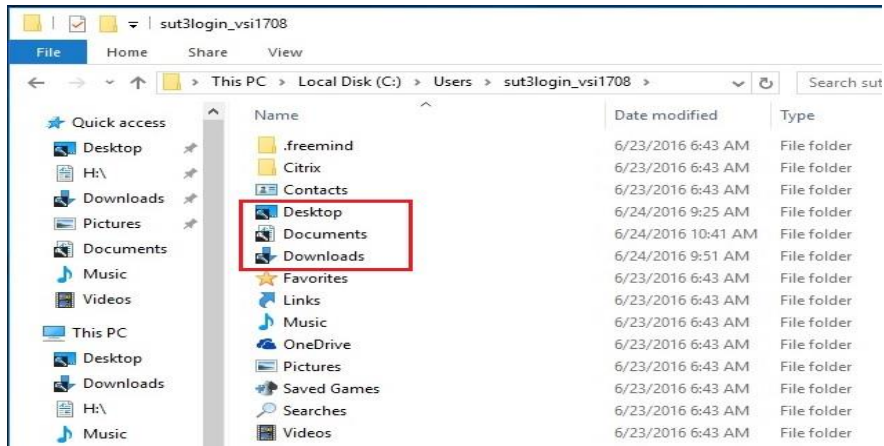 sut3login_vsi1708
File Home Share View
This PC > Local Disk (C:) > Users > sut3login_vsi1708 > Search sut
Name Date modified Type
Quick access
Desktop
H:\
Downloads
Pictures
Documents
Music
Videos
This PC
Desktop
Downloads
H:\
Music
.freemind 6/23/2016 6:43 AM File folder
Citrix 6/23/2016 6:43 AM File folder
Contacts 6/23/2016 6:43 AM File folder
Desktop 6/24/2016 9:25 AM File folder
Documents 6/24/2016 10:41 AM File folder
Downloads 6/24/2016 9:51 AM File folder
Favorites 6/23/2016 6:43 AM File folder
Links 6/23/2016 6:43 AM File folder
Music 6/23/2016 6:43 AM File folder
OneDrive 6/23/2016 6:43 AM File folder
Pictures 6/23/2016 6:43 AM File folder
Saved Games 6/23/2016 6:43 AM File folder
Searches 6/23/2016 6:43 AM File folder
Videos 6/23/2016 6:43 AM File folder